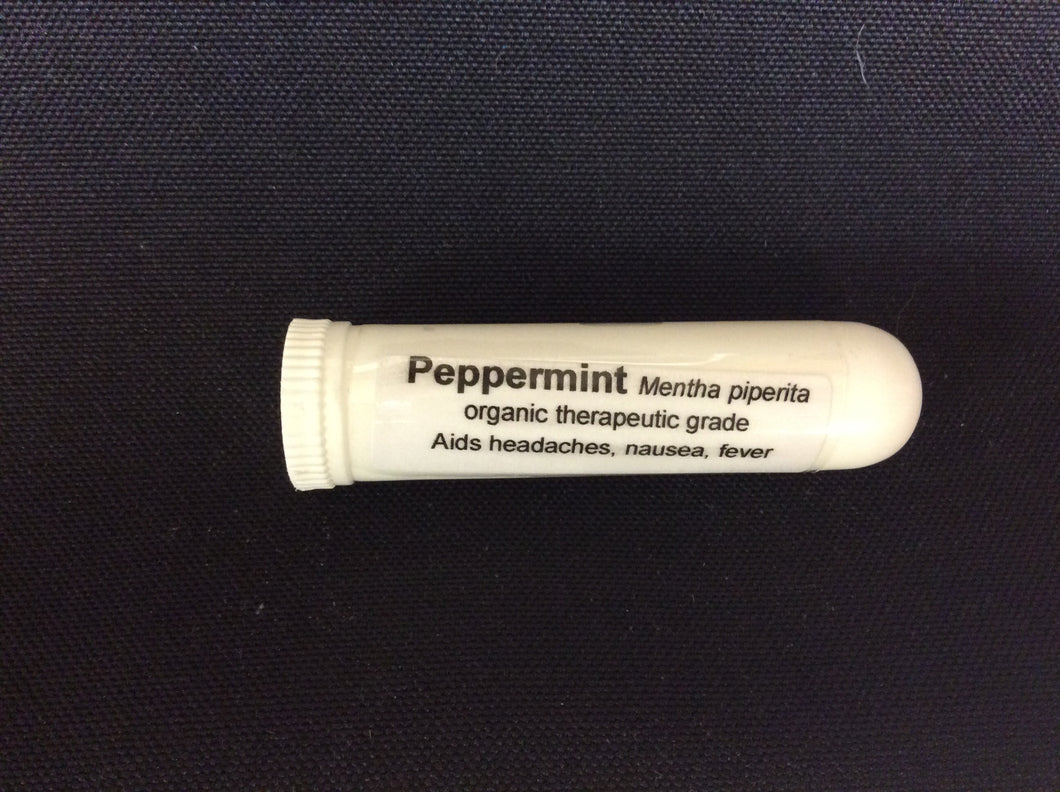 Peppermint Mentha piperita
organic therapeutic grade
Aids headaches, nausea, fever